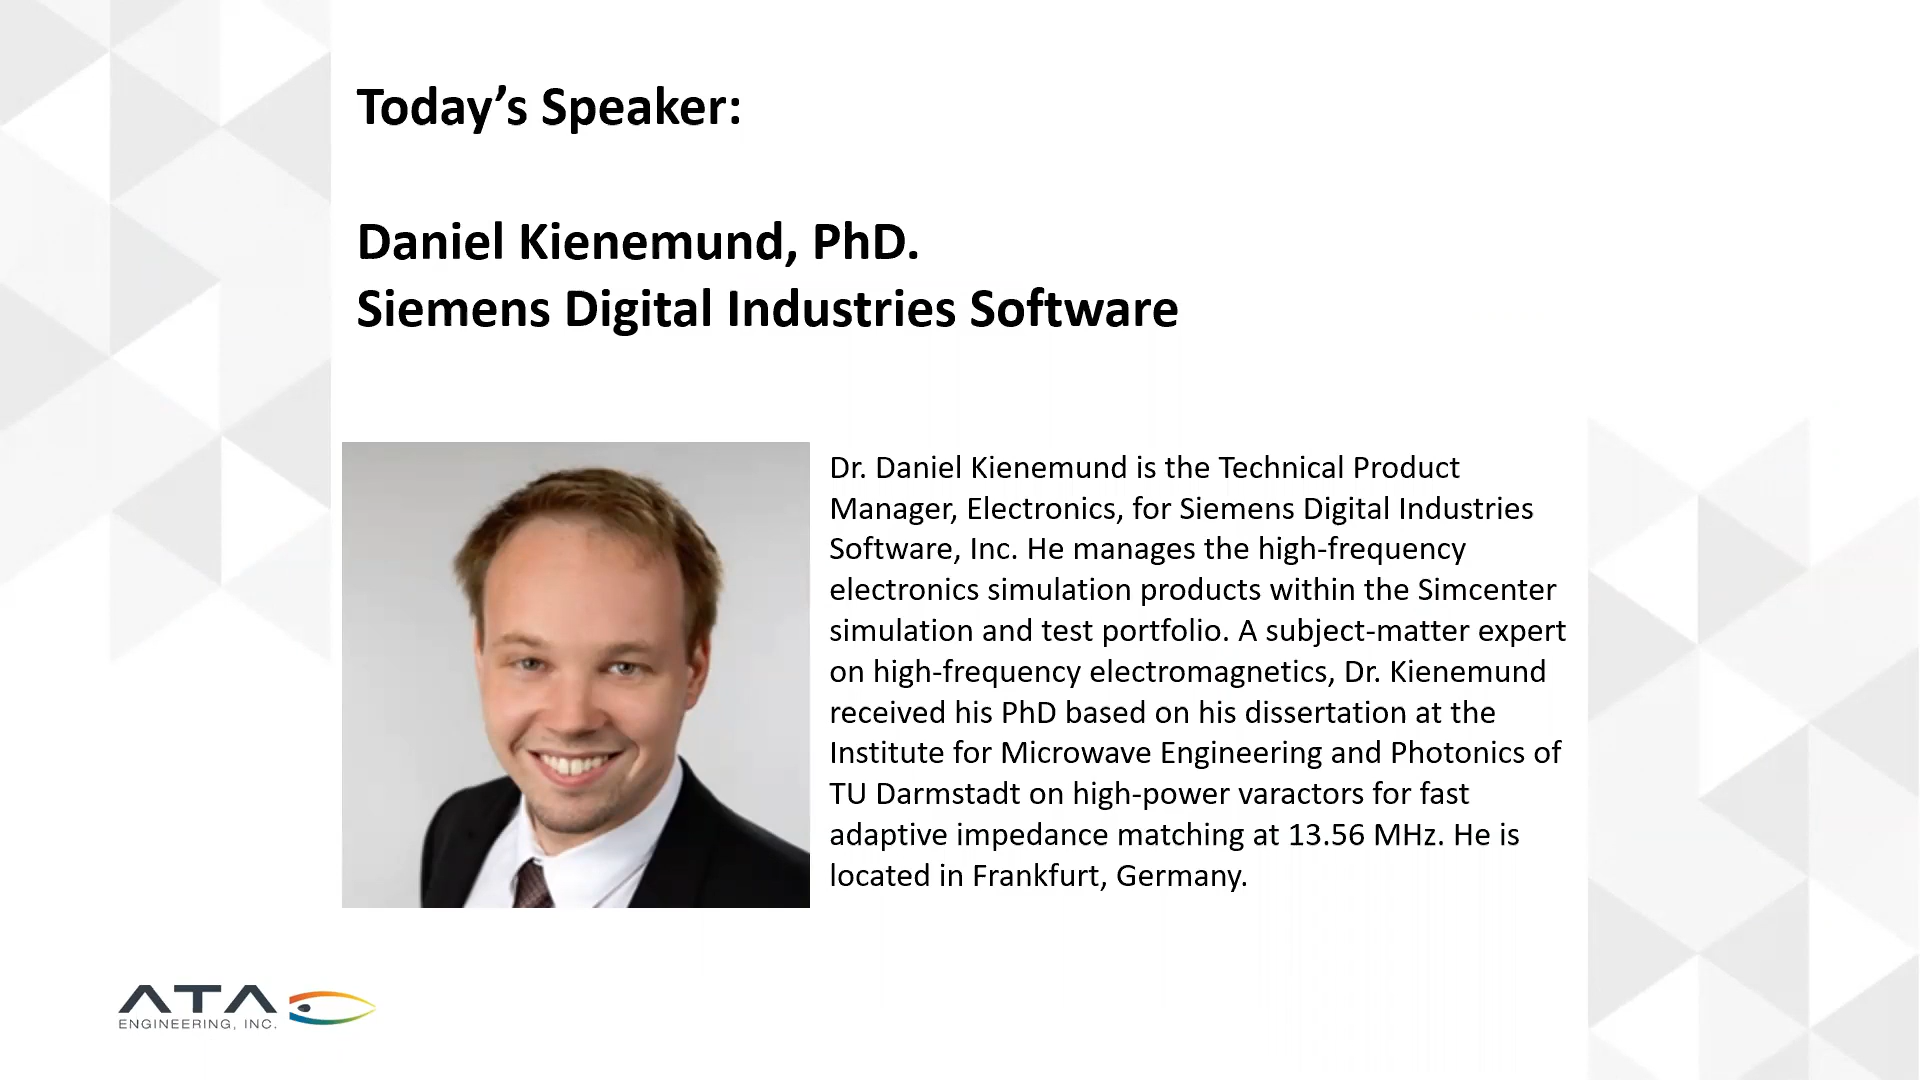 Today’s Speaker:
Daniel Kienemund, PhD.
Siemens Digital Industries Software
Dr. Daniel Kienemund is the Technical Product
Manager, Electronics, for Siemens Digital Industries
Software, Inc. He manages the high-frequency
electronics simulation products within the Simcenter
simulation and test portfolio. A subject-matter expert
on high-frequency electromagnetics, Dr. Kienemund
received his PhD based on his dissertation at the
Institute for Microwave Engineering and Photonics of
TU Darmstadt on high-power varactors for fast
adaptive impedance matching at 13.56 MHz. He is
located in Frankfurt, Germany.
ATA
ENGINEERING, INC.